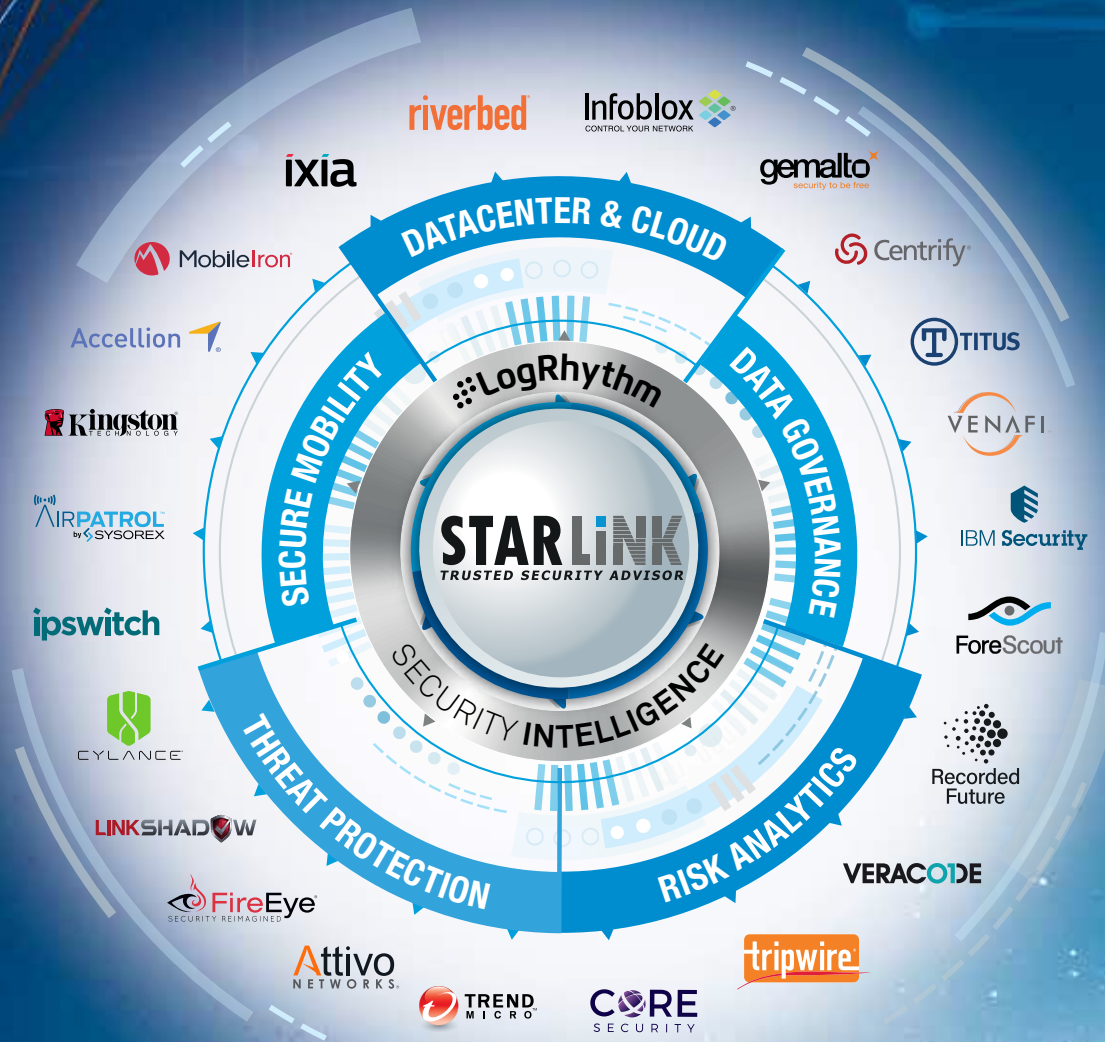 riverbed
Infoblox
CONTROL YOUR NETWORK
gemalto
security to be free
ixia
MobileIron
Centrify
Accellion
TITUS
Kingston
TECHNOLOGY
VENAFI
AIRPATROL
by SYSOREX
IBM Security
ipswitch
ForeScout
CYLANCE
Recorded
Future
LINKSHADOW
VERACODE
FireEye
SECURITY REIMAGINED
Attivo
NETWORKS
tripwire
TREND
MICRO
CORE
SECURITY
DATACENTER & CLOUD
SECURE MOBILITY
DATA GOVERNANCE
THREAT PROTECTION
RISK ANALYTICS
LogRhythm
STARLiNK
TRUSTED SECURITY ADVISOR
SECURITY INTELLIGENCE